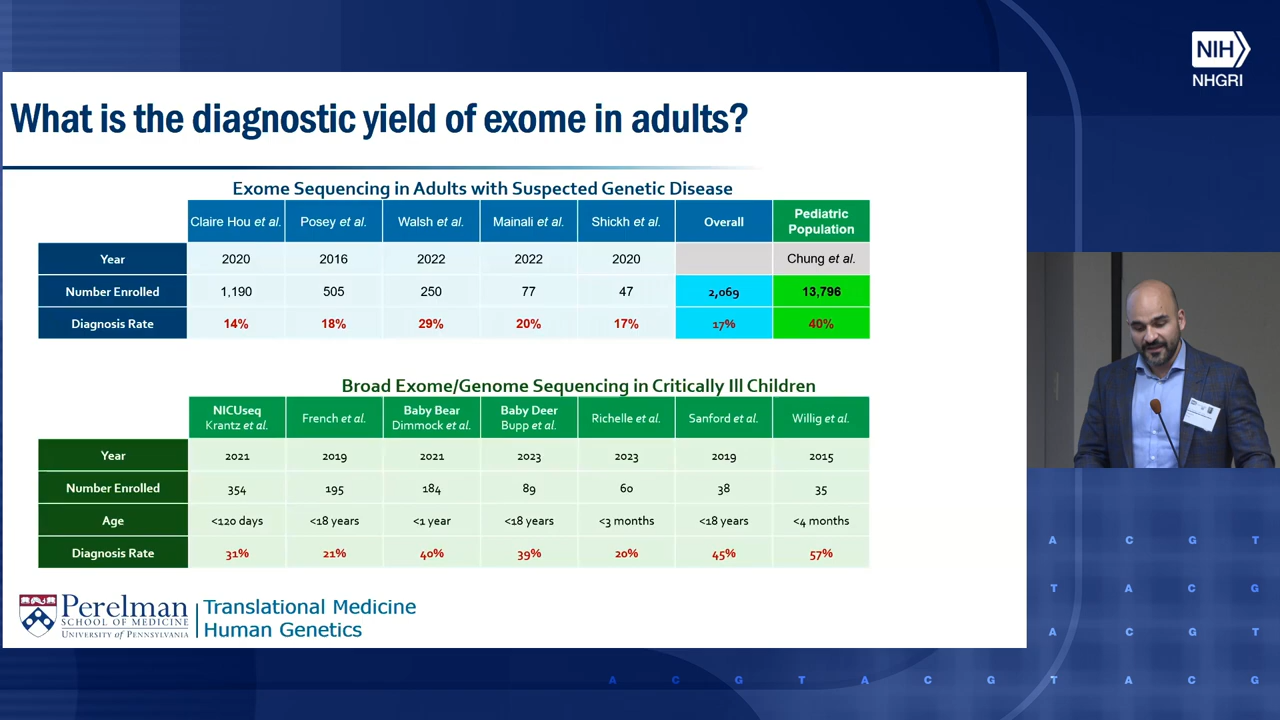 NIH
NHGRI
What is the diagnostic yield of exome in adults?
Exome Sequencing in Adults with Suspected Genetic Disease
Claire Hou et al. Posey et al. Walsh et al. Mainali et al. Shickh et al. Overall Pediatric Population
Year 2020 2016 2022 2022 2020 Chung et al.
Number Enrolled 1,190 505 250 77 47 2,069 13,796
Diagnosis Rate 14% 18% 29% 20% 17% 17% 40%
Broad Exome/Genome Sequencing in Critically Ill Children
NICUseq Krantz et al. French et al. Baby Bear Dimmock et al. Baby Deer Bupp et al. Richelle et al. Sanford et al. Willig et al.
Year 2021 2019 2021 2023 2023 2019 2015
Number Enrolled 354 195 184 89 60 38 35
Age <120 days <18 years <1 year <18 years <3 months <18 years <4 months
Diagnosis Rate 31% 21% 40% 39% 20% 45% 57%
Perelman
SCHOOL OF MEDICINE
UNIVERSITY of PENNSYLVANIA
Translational Medicine
Human Genetics
A C G T
T A C G
A C G T
A C G T A C G T A C G